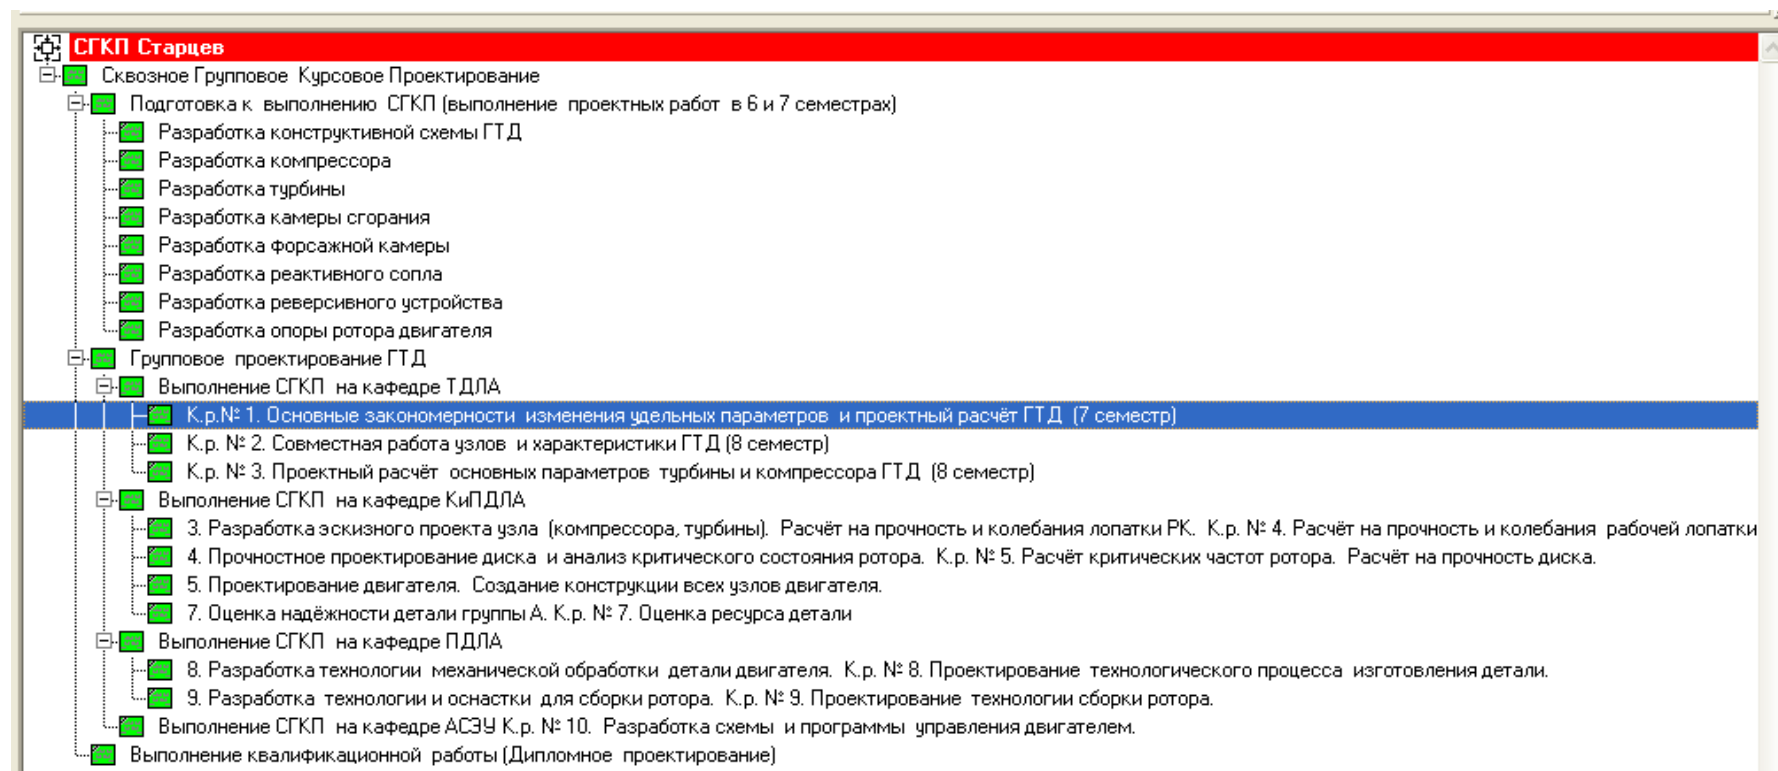 СГКП Старцев
Сквозное Групповое Курсовое Проектирование
Подготовка к выполнению СГКП (выполнение проектных работ в 6 и 7 семестрах)
Разработка конструктивной схемы ГТД
Разработка компрессора
Разработка турбины
Разработка камеры сгорания
Разработка форсажной камеры
Разработка реактивного сопла
Разработка реверсивного устройства
Разработка опоры ротора двигателя
Групповое проектирование ГТД
Выполнение СГКП на кафедре ТДЛА
К.р.№ 1. Основные закономерности изменения удельных параметров и проектный расчёт ГТД (7 семестр)
К.р. № 2. Совместная работа узлов и характеристики ГТД (8 семестр)
К.р. № 3. Проектный расчёт основных параметров турбины и компрессора ГТД (8 семестр)
Выполнение СГКП на кафедре КиПДЛА
3. Разработка эскизного проекта узла (компрессора, турбины). Расчёт на прочность и колебания лопатки РК. К.р. № 4. Расчёт на прочность и колебания рабочей лопатки
4. Прочностное проектирование диска и анализ критического состояния ротора. К.р. № 5. Расчёт критических частот ротора. Расчёт на прочность диска.
5. Проектирование двигателя. Создание конструкции всех узлов двигателя.
7. Оценка надёжности детали группы А. К.р. № 7. Оценка ресурса детали
Выполнение СГКП на кафедре ПДЛА
8. Разработка технологии механической обработки детали двигателя. К.р. № 8. Проектирование технологического процесса изготовления детали.
9. Разработка технологии и оснастки для сборки ротора. К.р. № 9. Проектирование технологии сборки ротора.
Выполнение СГКП на кафедре АСЭУ К.р. № 10. Разработка схемы и программы управления двигателем.
Выполнение квалификационной работы (Дипломное проектирование)